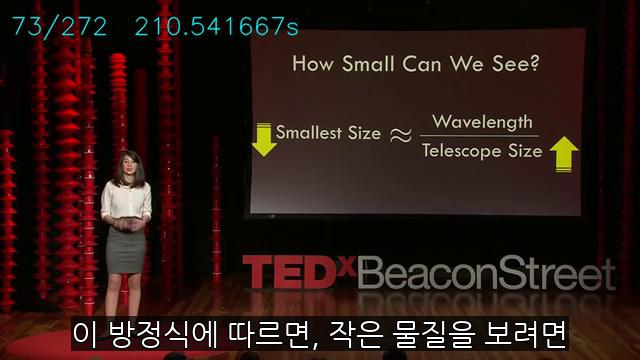 73/272 210.541667s
How Small Can We See?
Smallest Size ≈ Wavelength
Telescope Size
TEDxBeaconStreet
이 방정식에 따르면, 작은 물질을 보려면